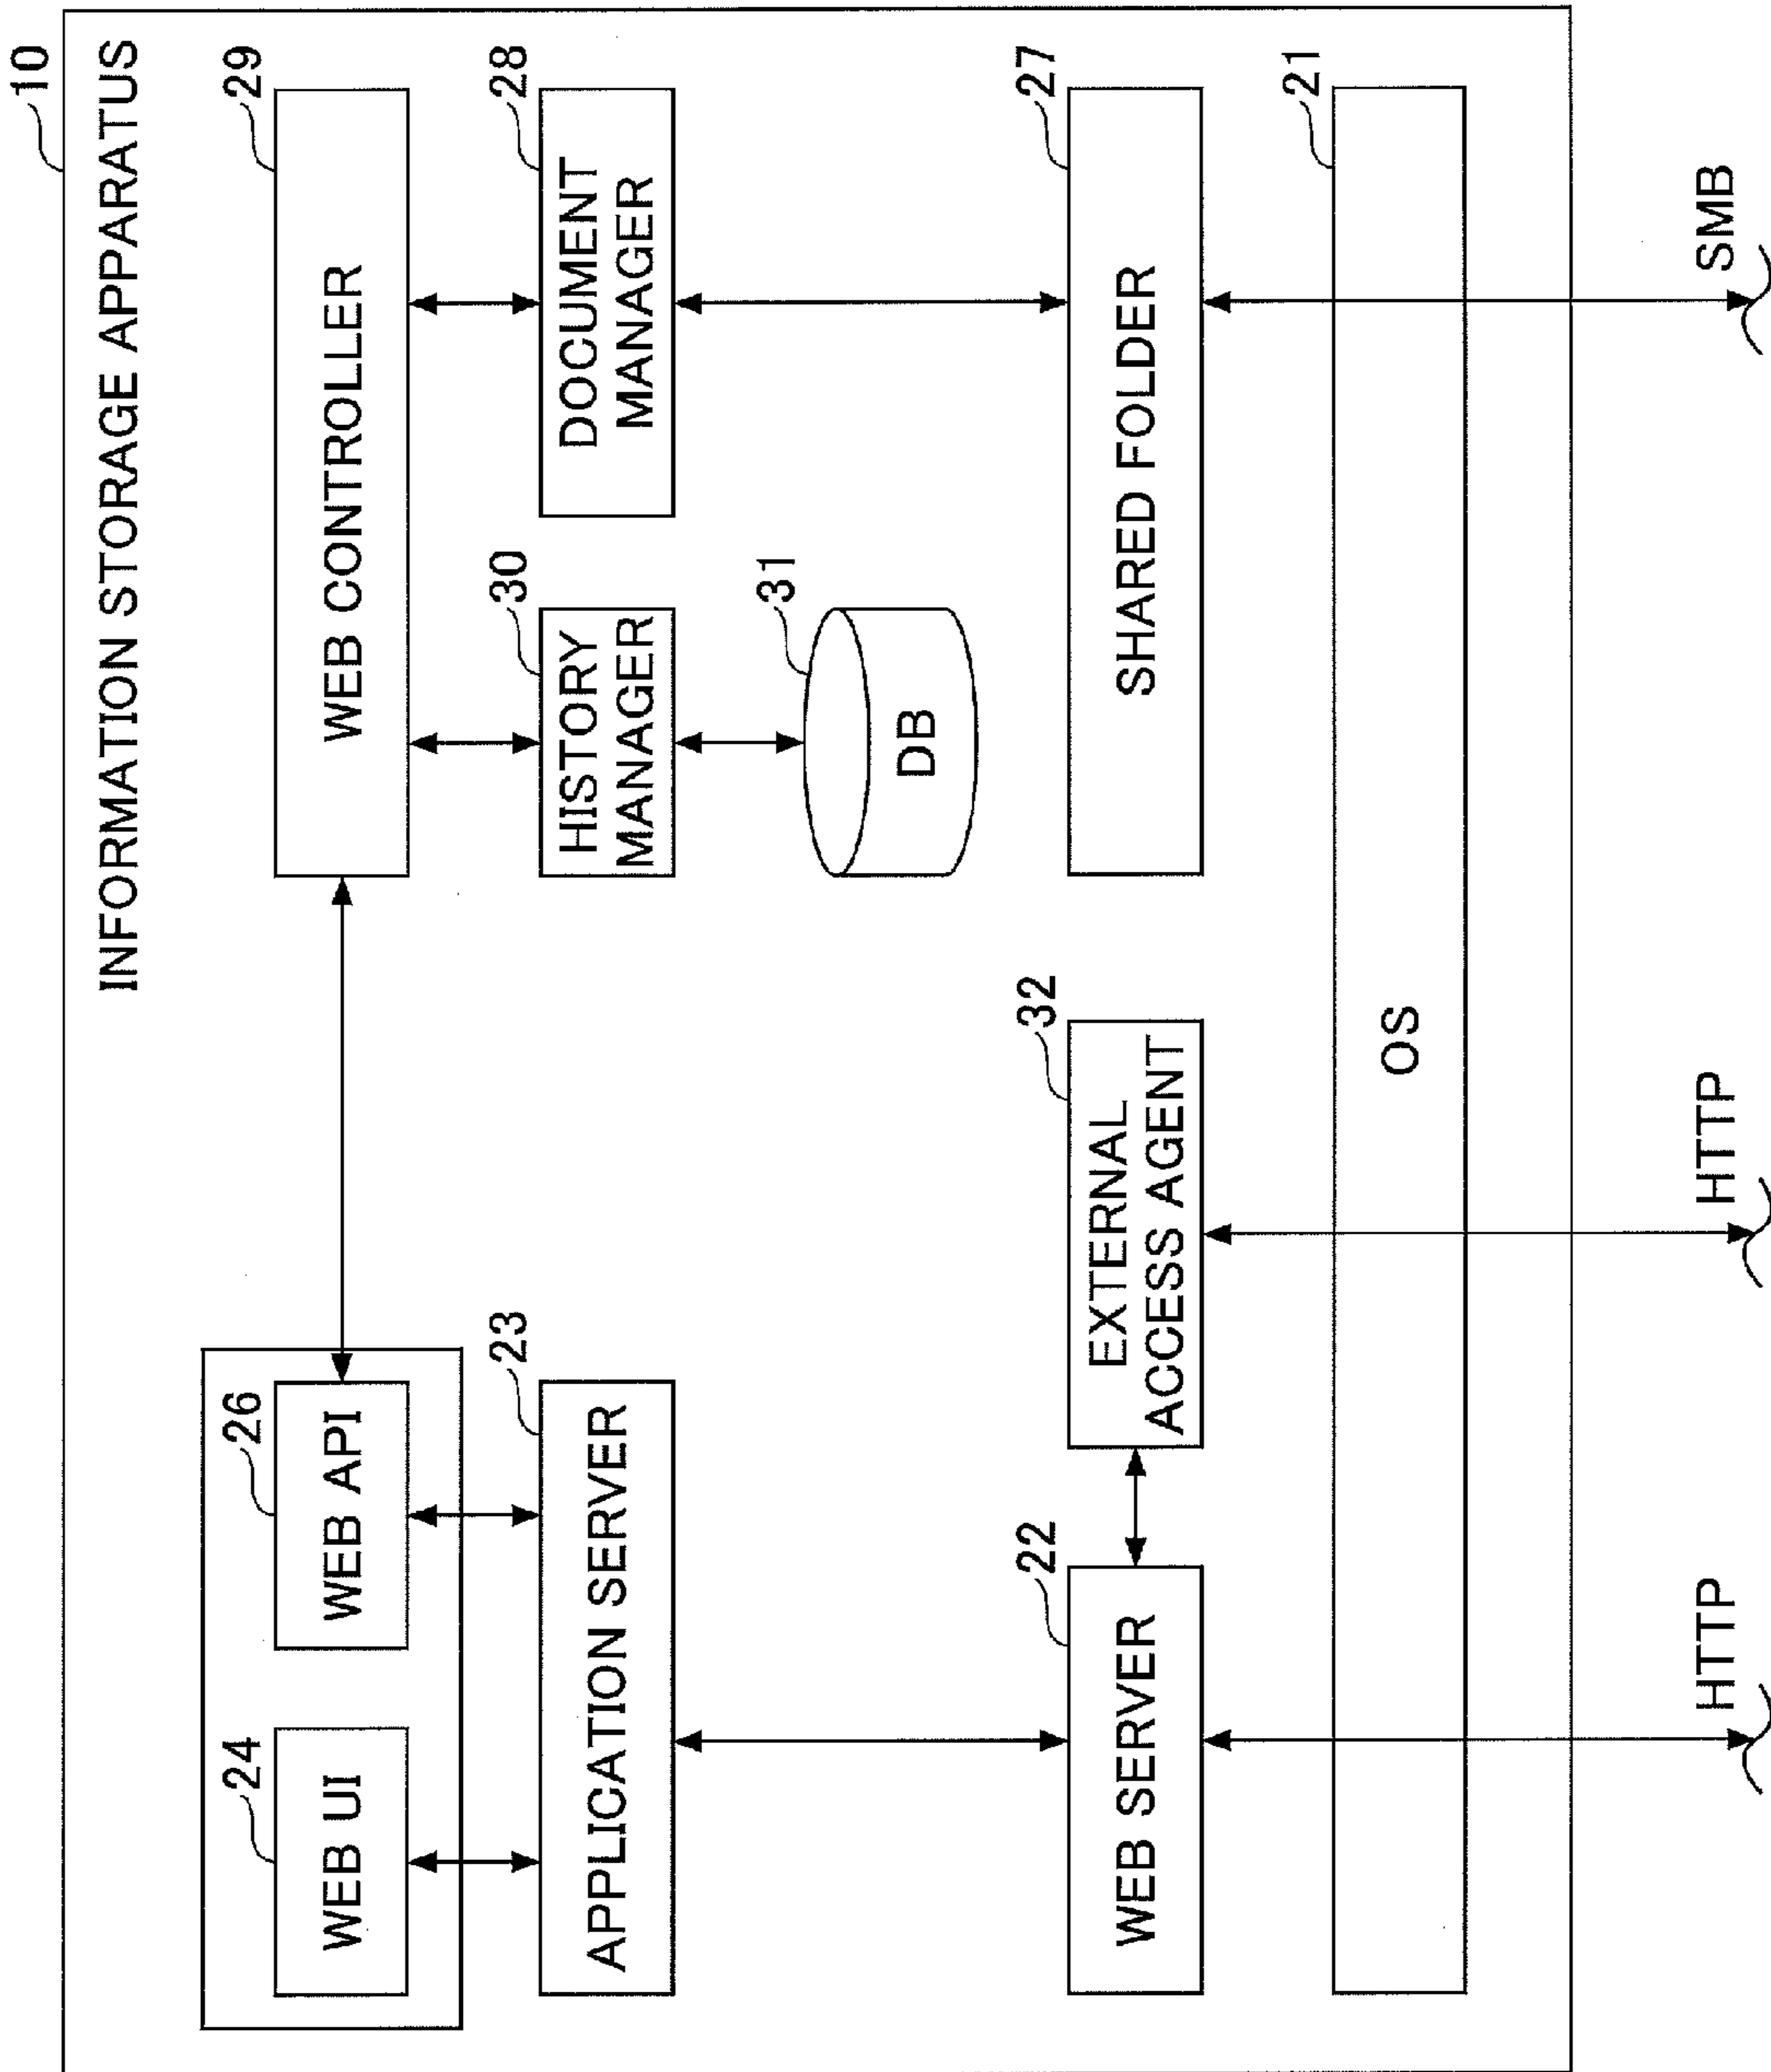 10
INFORMATION STORAGE APPARATUS
24
WEB UI
26
WEB API
29
WEB CONTROLLER
23
APPLICATION SERVER
30
HISTORY
MANAGER
28
DOCUMENT
MANAGER
31
DB
22
WEB SERVER
32
EXTERNAL
ACCESS AGENT
27
SHARED FOLDER
21
OS
HTTP
HTTP
SMB